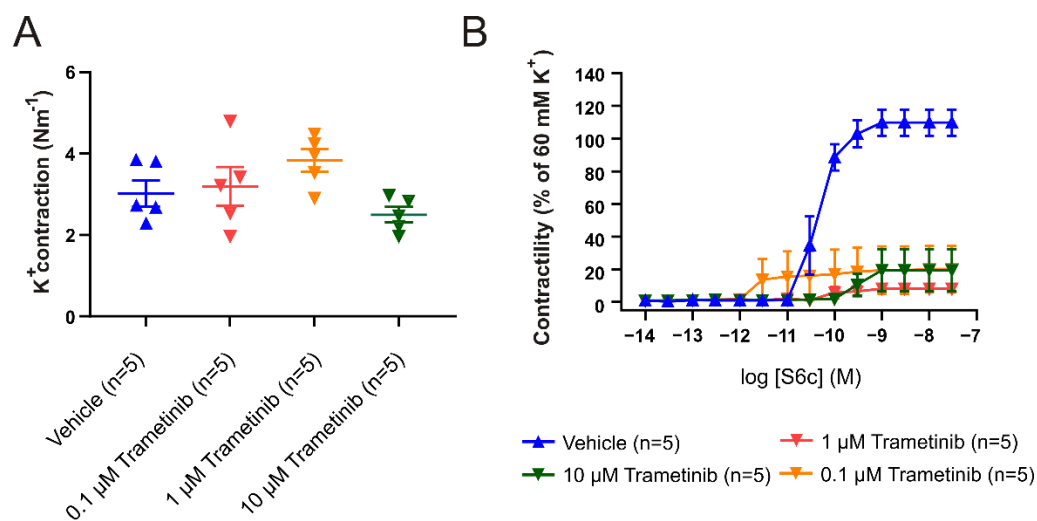 A
K⁺contraction (Nm⁻¹)
6
4
2
0
Vehicle (n=5)
0.1 µM Trametinib (n=5)
1 µM Trametinib (n=5)
10 µM Trametinib (n=5)
B
Contractility (% of 60 mM K⁺)
140
120
100
80
60
40
20
0
−14
−13
−12
−11
−10
−9
−8
−7
log [S6c] (M)
Vehicle (n=5)
1 µM Trametinib (n=5)
10 µM Trametinib (n=5)
0.1 µM Trametinib (n=5)